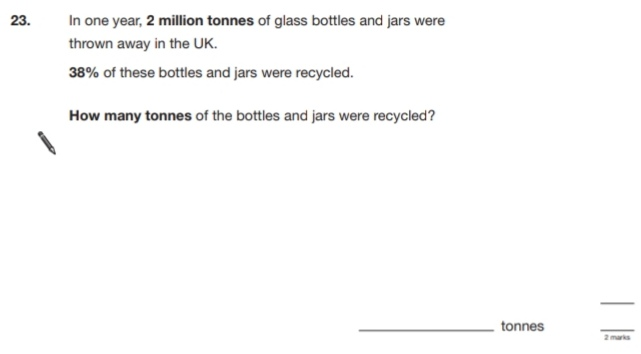 23. In one year, 2 million tonnes of glass bottles and jars were
thrown away in the UK.
38% of these bottles and jars were recycled.
How many tonnes of the bottles and jars were recycled?
tonnes
2 marks